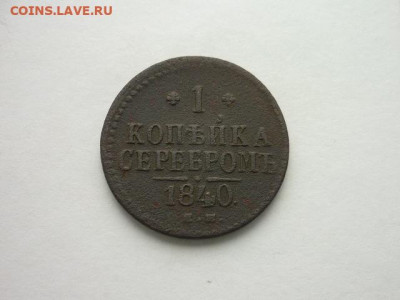 COINS.LAVE.RU
1
КОПѢЙКА
СЕРЕБРОМЪ
1840.